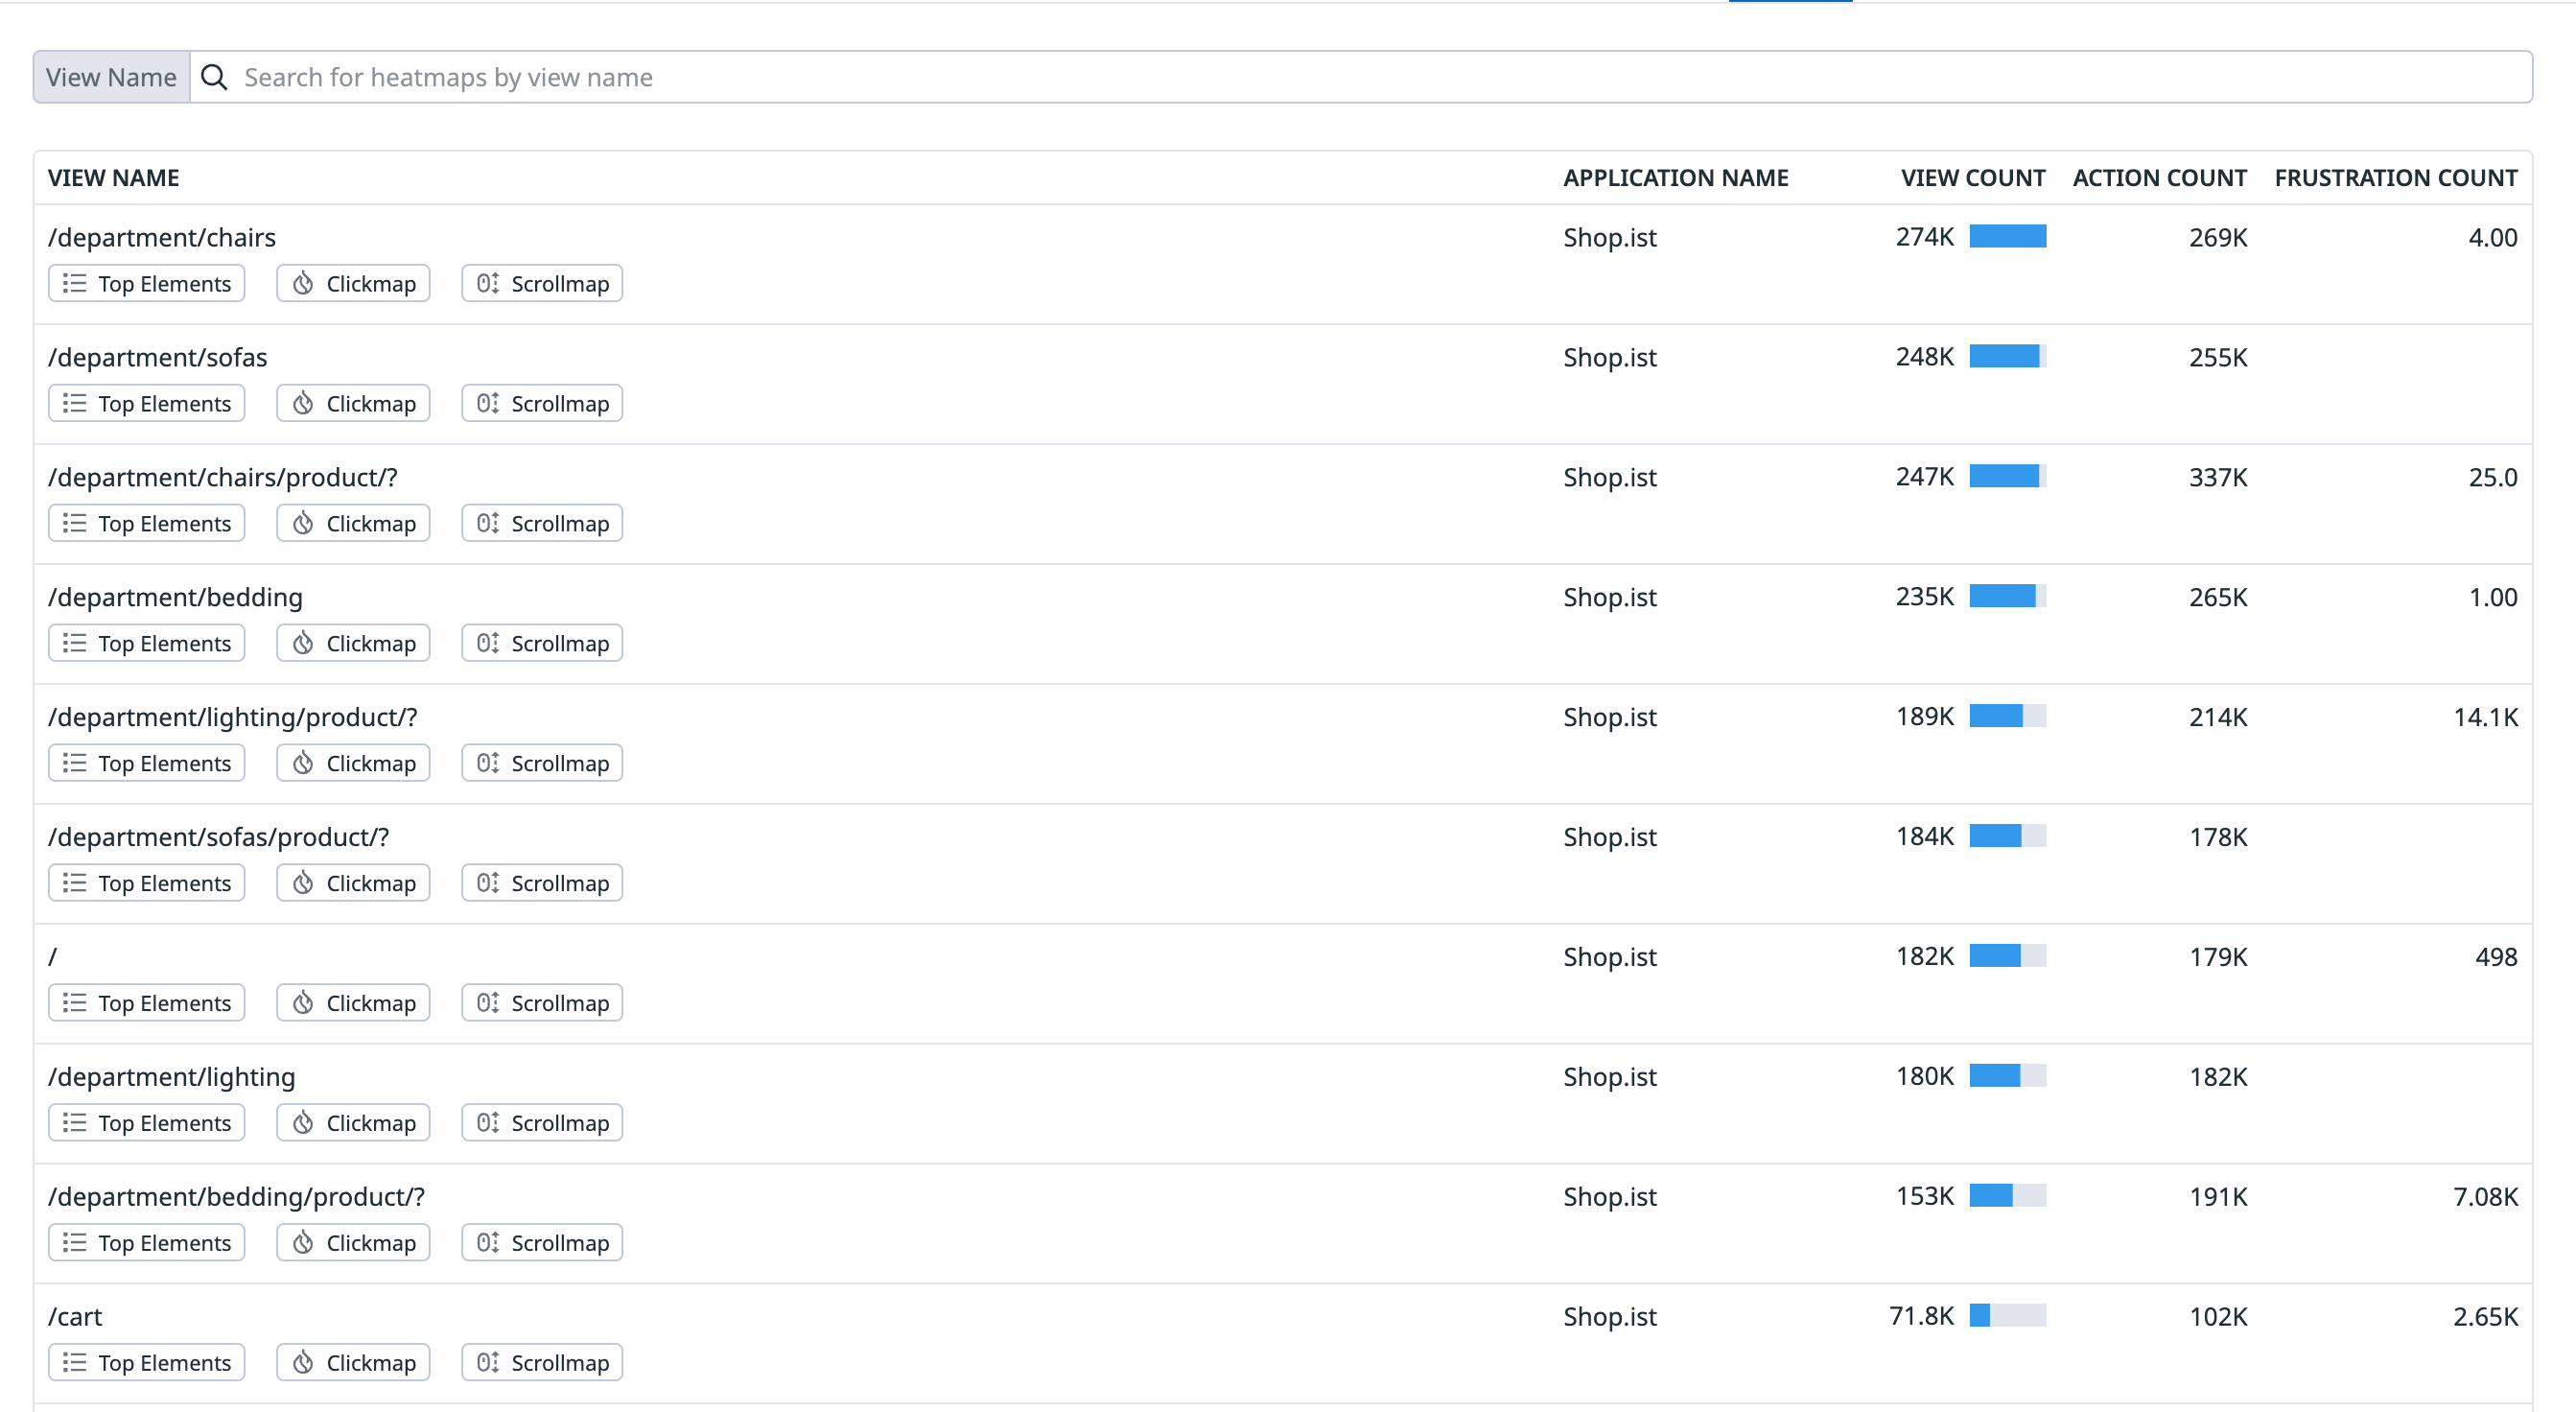 View Name Search for heatmaps by view name
VIEW NAME APPLICATION NAME VIEW COUNT ACTION COUNT FRUSTRATION COUNT
/department/chairs Shop.ist 274K 269K 4.00
Top Elements Clickmap Scrollmap
/department/sofas Shop.ist 248K 255K
Top Elements Clickmap Scrollmap
/department/chairs/product/? Shop.ist 247K 337K 25.0
Top Elements Clickmap Scrollmap
/department/bedding Shop.ist 235K 265K 1.00
Top Elements Clickmap Scrollmap
/department/lighting/product/? Shop.ist 189K 214K 14.1K
Top Elements Clickmap Scrollmap
/department/sofas/product/? Shop.ist 184K 178K
Top Elements Clickmap Scrollmap
/ Shop.ist 182K 179K 498
Top Elements Clickmap Scrollmap
/department/lighting Shop.ist 180K 182K
Top Elements Clickmap Scrollmap
/department/bedding/product/? Shop.ist 153K 191K 7.08K
Top Elements Clickmap Scrollmap
/cart Shop.ist 71.8K 102K 2.65K
Top Elements Clickmap Scrollmap